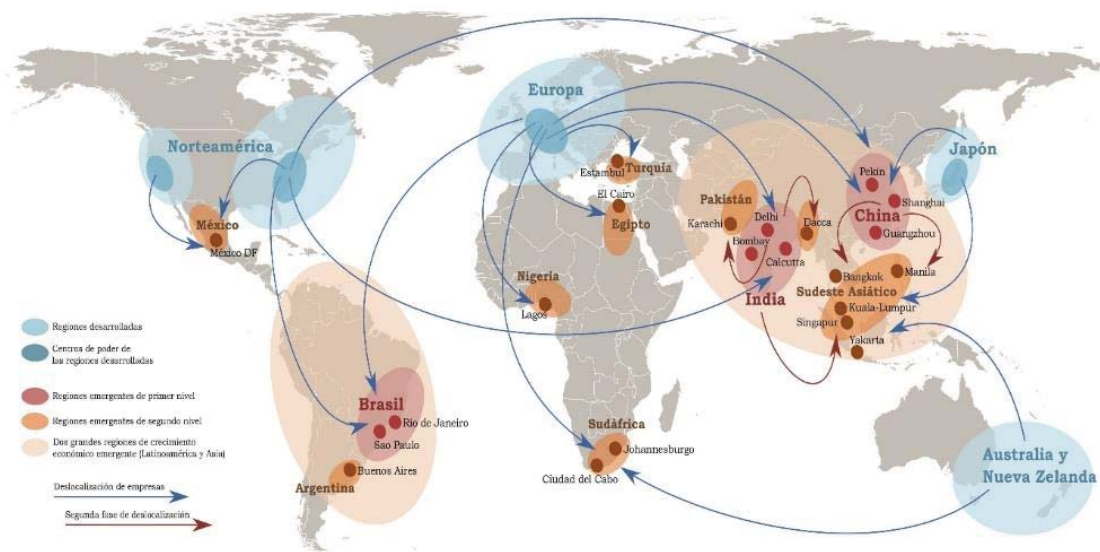 Europa
Norteamérica
Japón
Estambul
Turquía
El Cairo
Egipto
Pakistán
Karachi
Delhi
Bombay
Calcutta
India
Dacca
Pekín
Shanghai
China
Guangzhou
México
México DF
Nigeria
Lagos
Bangkok
Manila
Sudeste Asiático
Kuala-Lumpur
Singapur
Yakarta
Regiones desarrolladas
Centros de poder de
las regiones desarrolladas
Regiones emergentes de primer nivel
Regiones emergentes de segundo nivel
Dos grandes regiones de crecimiento
económico emergente (Latinoamérica y Asia)
Deslocalización de empresas
Segunda fase de deslocalización
Brasil
Rio de Janeiro
Sao Paulo
Buenos Aires
Argentina
Sudáfrica
Johannesburgo
Ciudad del Cabo
Australia y
Nueva Zelanda